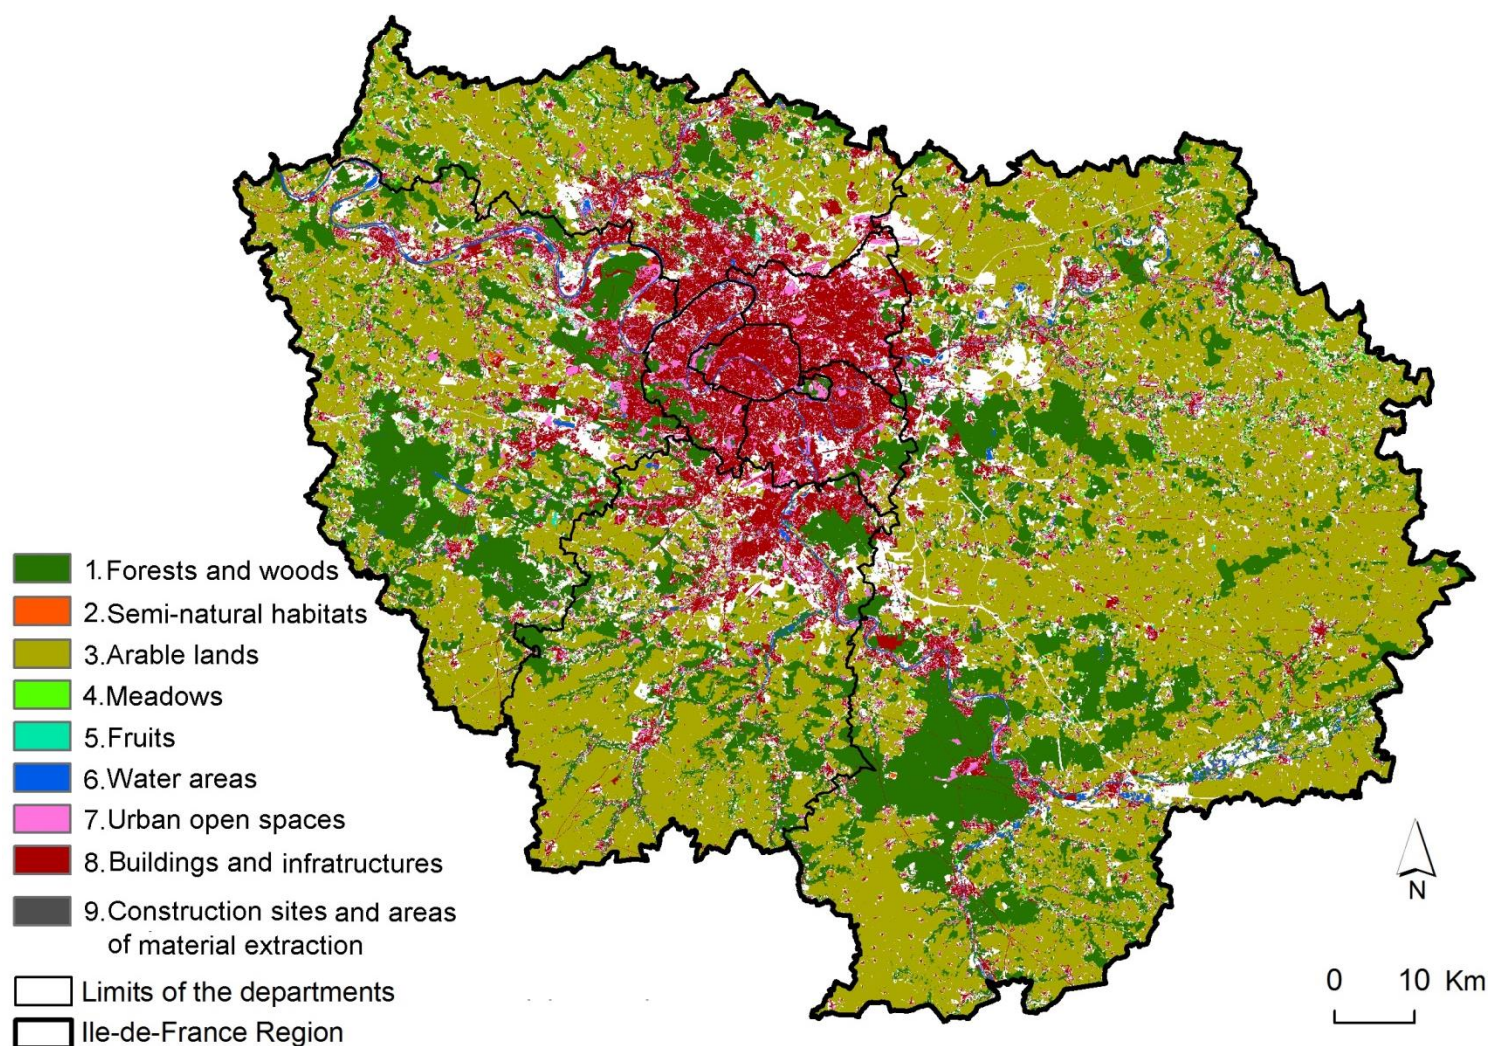 1.Forests and woods
2.Semi-natural habitats
3.Arable lands
4.Meadows
5.Fruits
6.Water areas
7.Urban open spaces
8.Buildings and infratructures
9.Construction sites and areas
of material extraction
Limits of the departments
Ile-de-France Region
N
0 10 Km